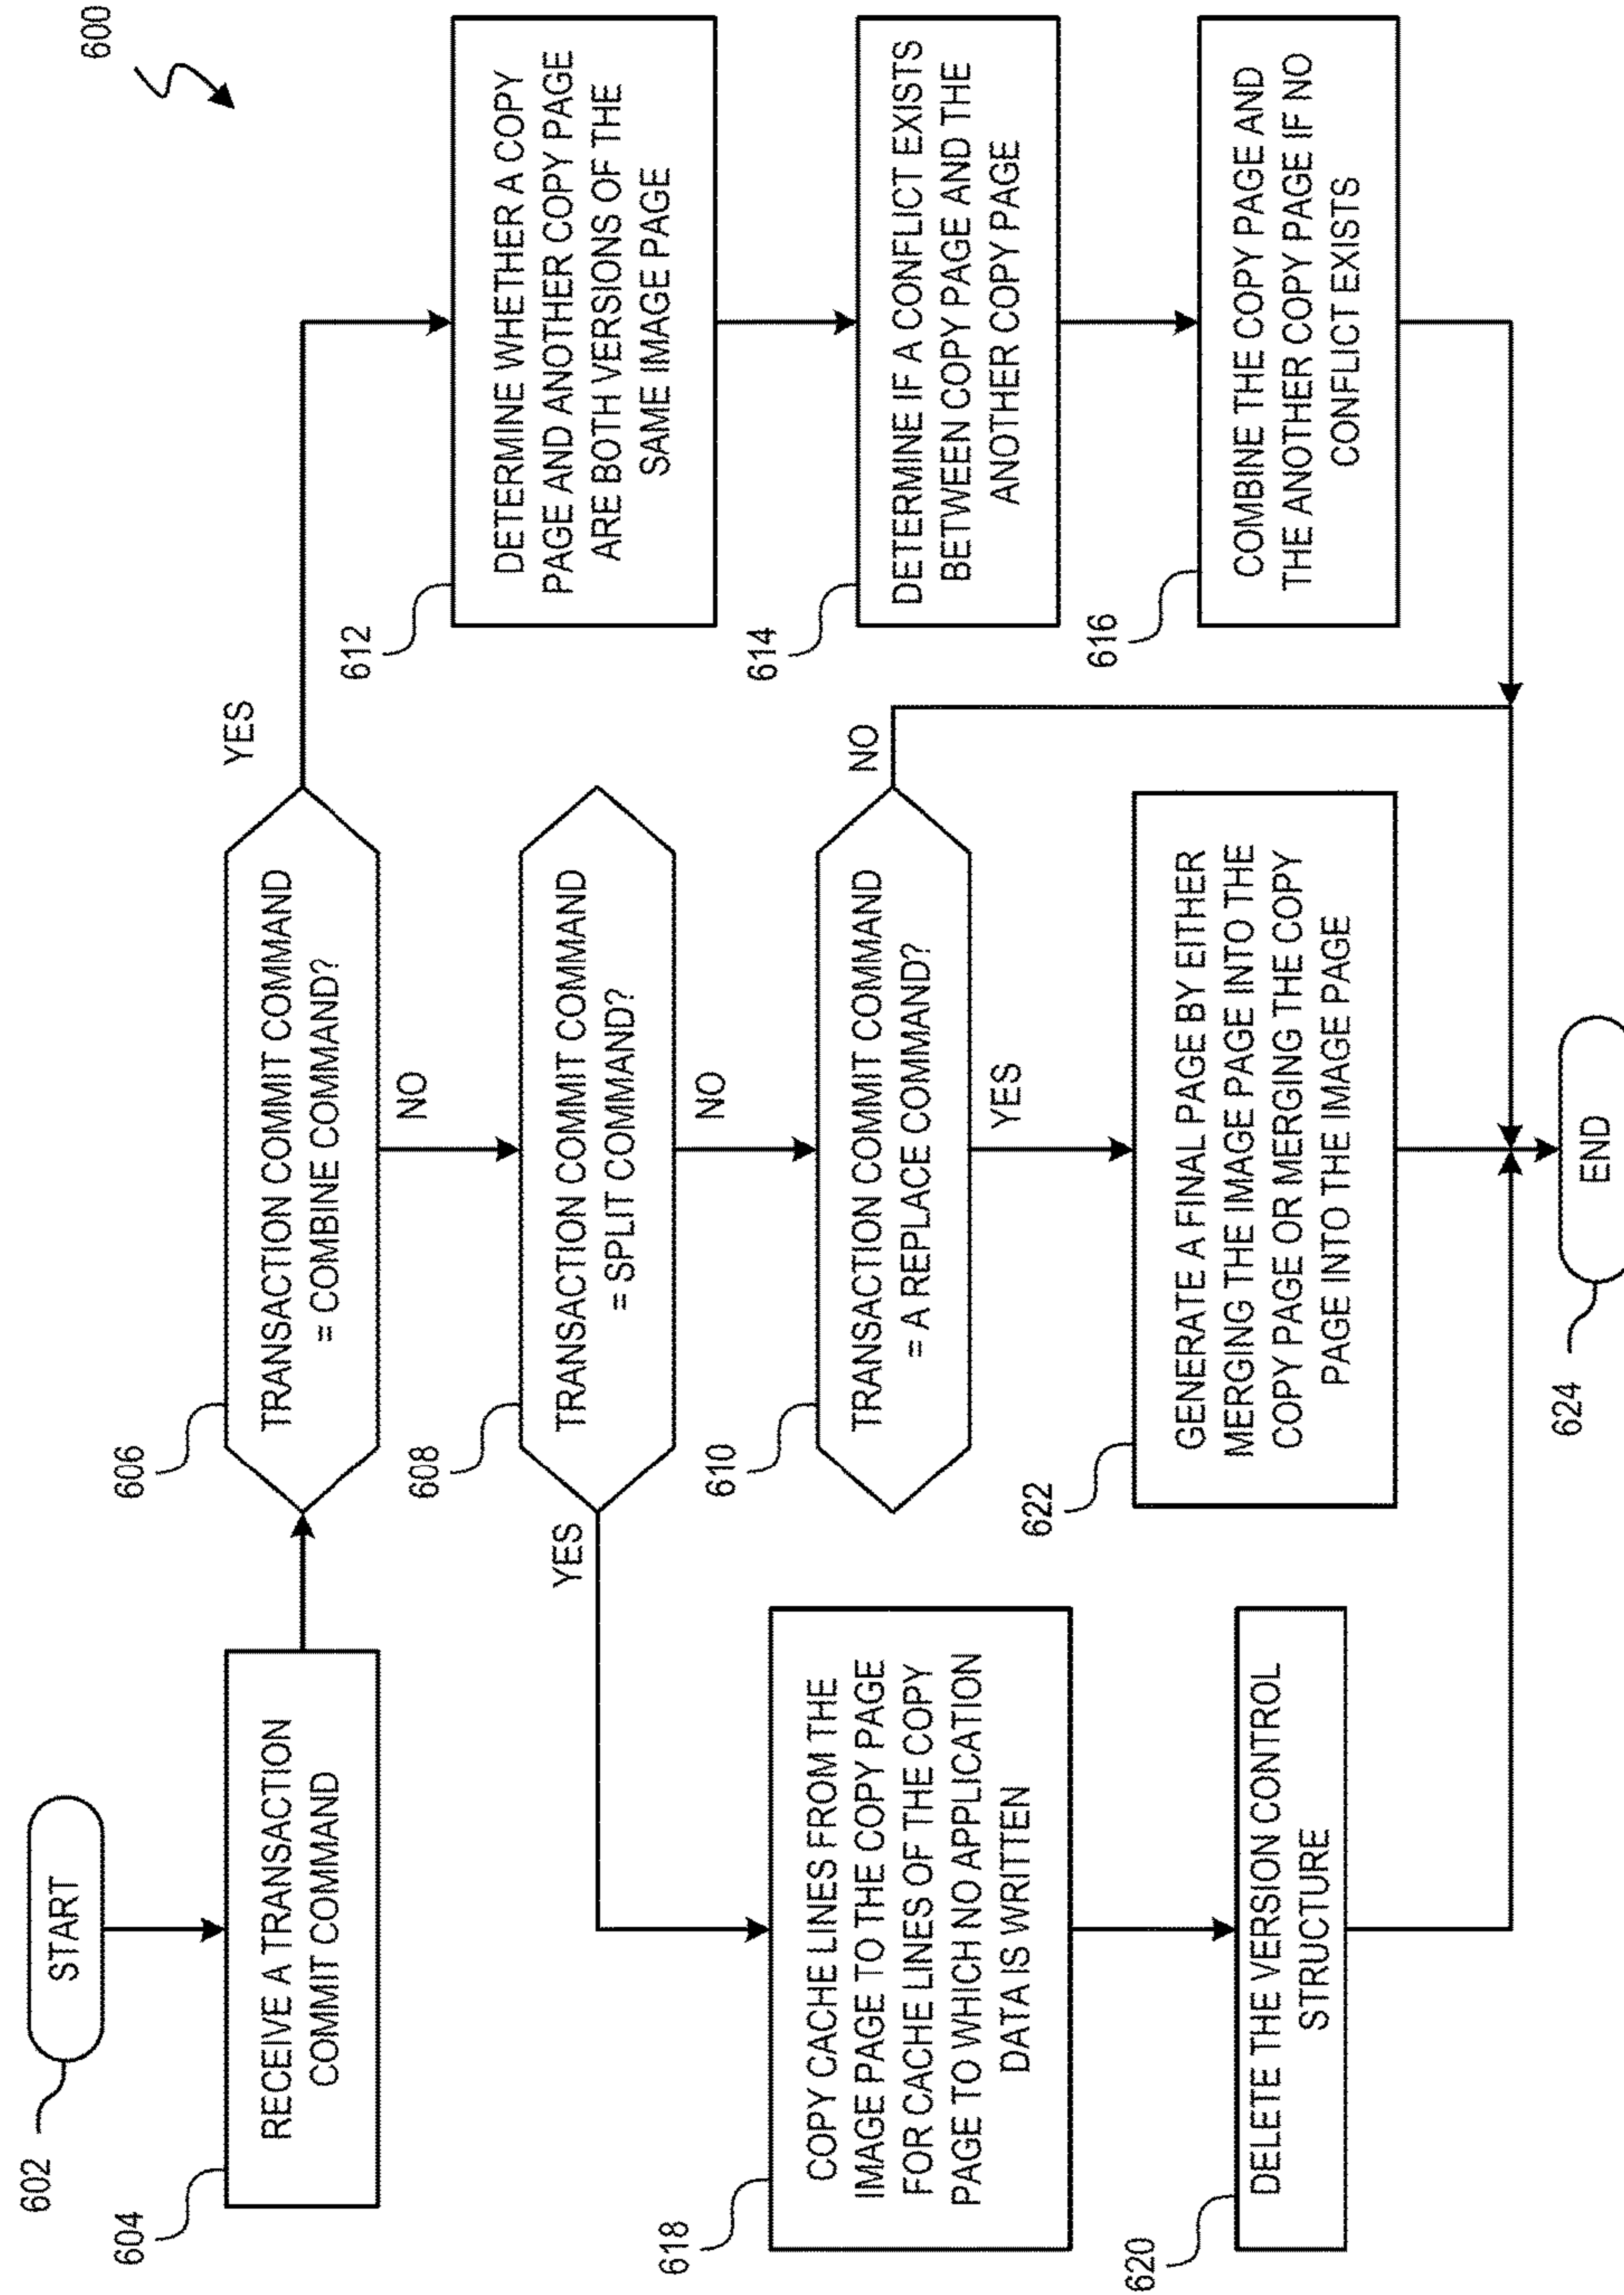 600
START
602
RECEIVE A TRANSACTION
COMMIT COMMAND
604
TRANSACTION COMMIT COMMAND
= COMBINE COMMAND?
606
YES
NO
TRANSACTION COMMIT COMMAND
= SPLIT COMMAND?
608
YES
NO
TRANSACTION COMMIT COMMAND
= A REPLACE COMMAND?
610
NO
YES
DETERMINE WHETHER A COPY
PAGE AND ANOTHER COPY PAGE
ARE BOTH VERSIONS OF THE
SAME IMAGE PAGE
612
DETERMINE IF A CONFLICT EXISTS
BETWEEN COPY PAGE AND THE
ANOTHER COPY PAGE
614
COMBINE THE COPY PAGE AND
THE ANOTHER COPY PAGE IF NO
CONFLICT EXISTS
616
COPY CACHE LINES FROM THE
IMAGE PAGE TO THE COPY PAGE
FOR CACHE LINES OF THE COPY
PAGE TO WHICH NO APPLICATION
DATA IS WRITTEN
618
DELETE THE VERSION CONTROL
STRUCTURE
620
GENERATE A FINAL PAGE BY EITHER
MERGING THE IMAGE PAGE INTO THE
COPY PAGE OR MERGING THE COPY
PAGE INTO THE IMAGE PAGE
622
END
624